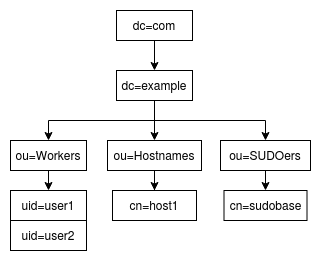 dc=com
dc=example
ou=Workers
ou=Hostnames
ou=SUDOers
uid=user1
cn=host1
cn=sudobase
uid=user2